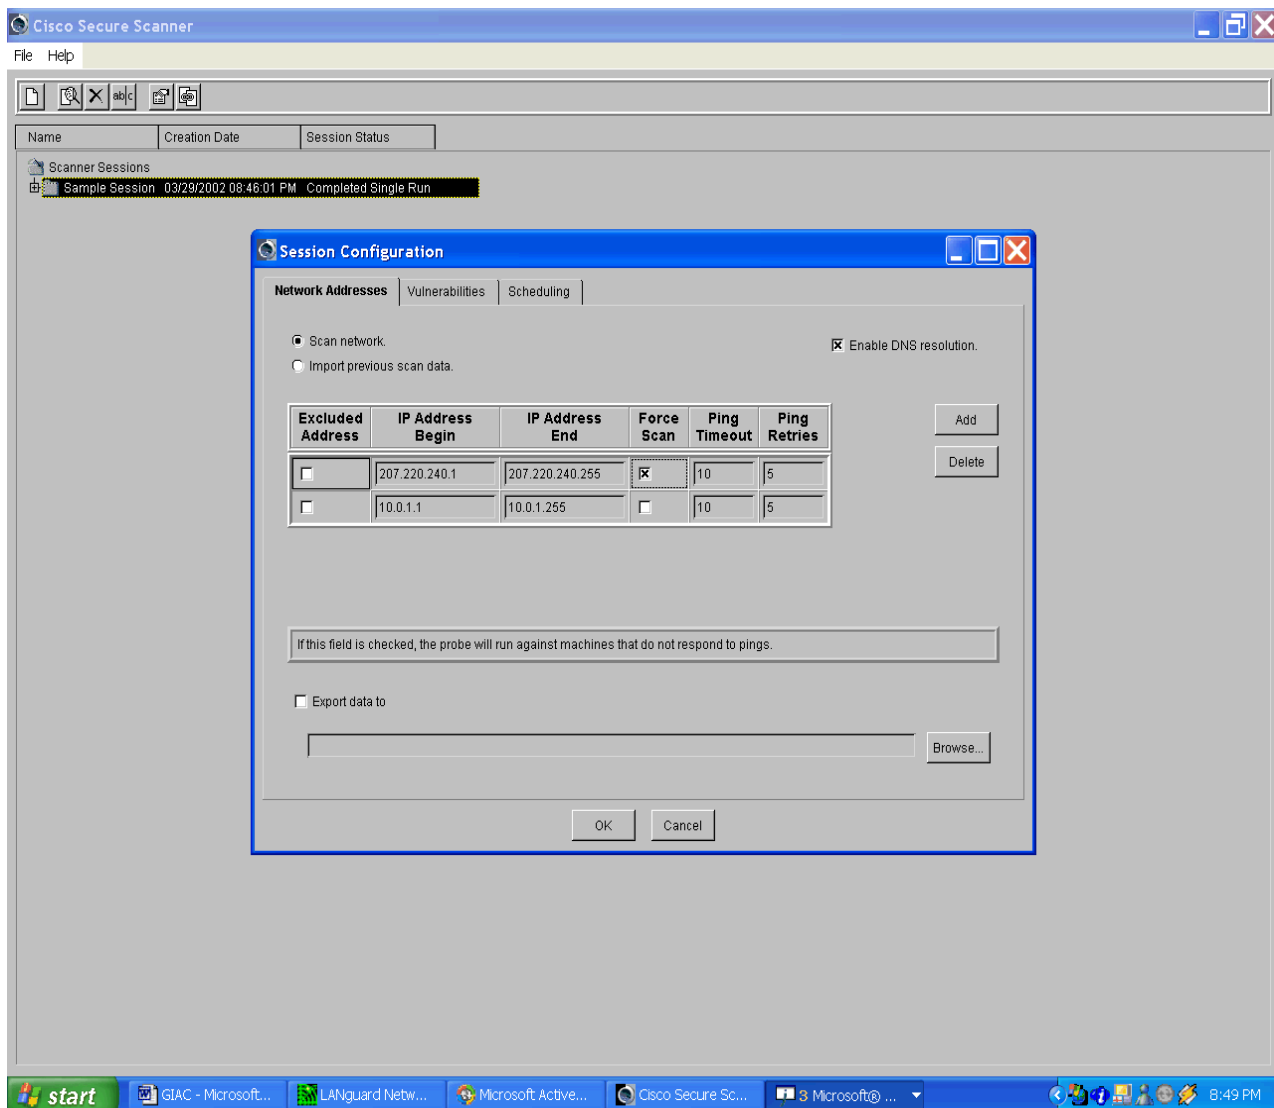 Cisco Secure Scanner
File Help
ab|c
Name Creation Date Session Status
Scanner Sessions
Sample Session 03/29/2002 08:46:01 PM Completed Single Run
Session Configuration
Network Addresses Vulnerabilities Scheduling
Scan network. Enable DNS resolution.
Import previous scan data.
Excluded Address IP Address Begin IP Address End Force Scan Ping Timeout Ping Retries
Add
207.220.240.1 207.220.240.255 10 5
Delete
10.0.1.1 10.0.1.255 10 5
If this field is checked, the probe will run against machines that do not respond to pings.
Export data to
Browse...
OK Cancel
start GIAC - Microsoft... LANguard Netw... Microsoft Active... Cisco Secure Sc... 3 Microsoft® ... 8:49 PM